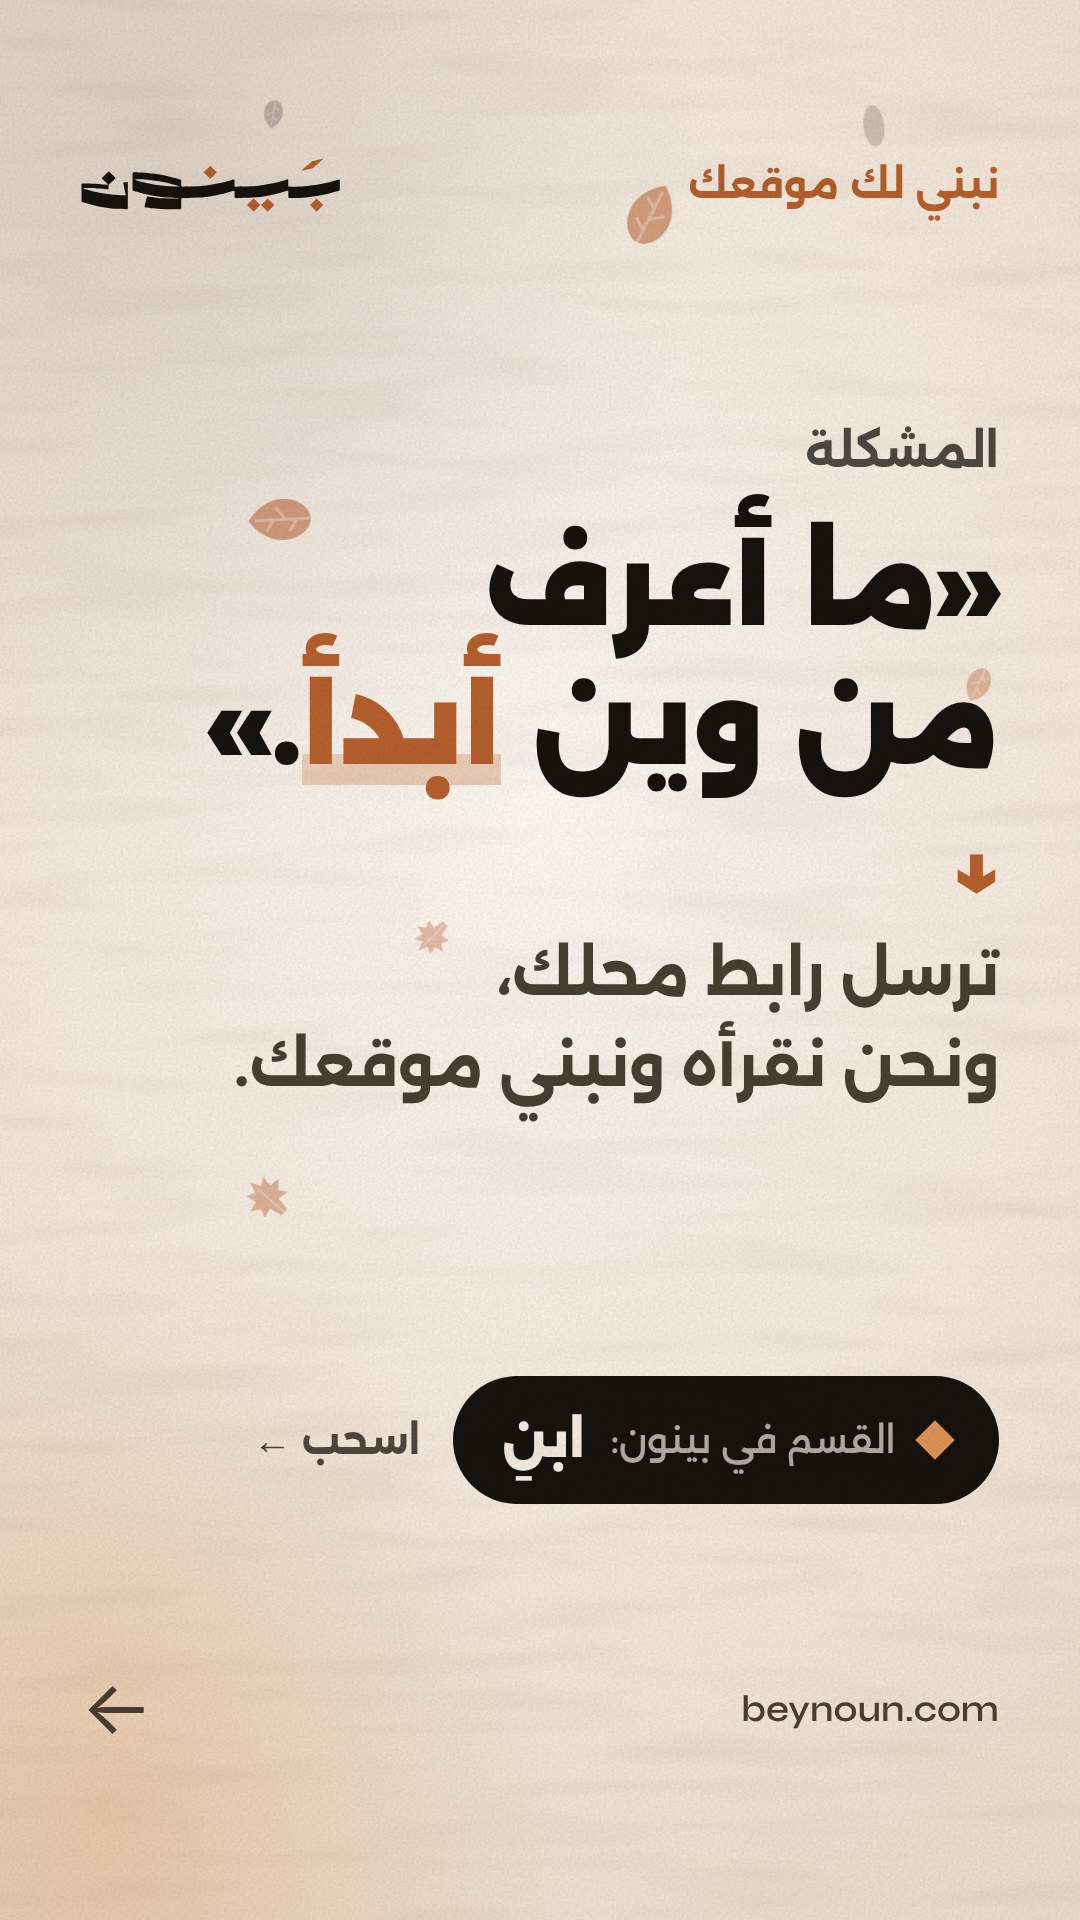 نبني لك موقعك
بَينون
المشكلة
«ما أعرف
من وين أبدأ.»
ترسل رابط محلك،
ونحن نقرأه ونبني موقعك.
القسم في بينون: ابنِ
اسحب ←
beynoun.com